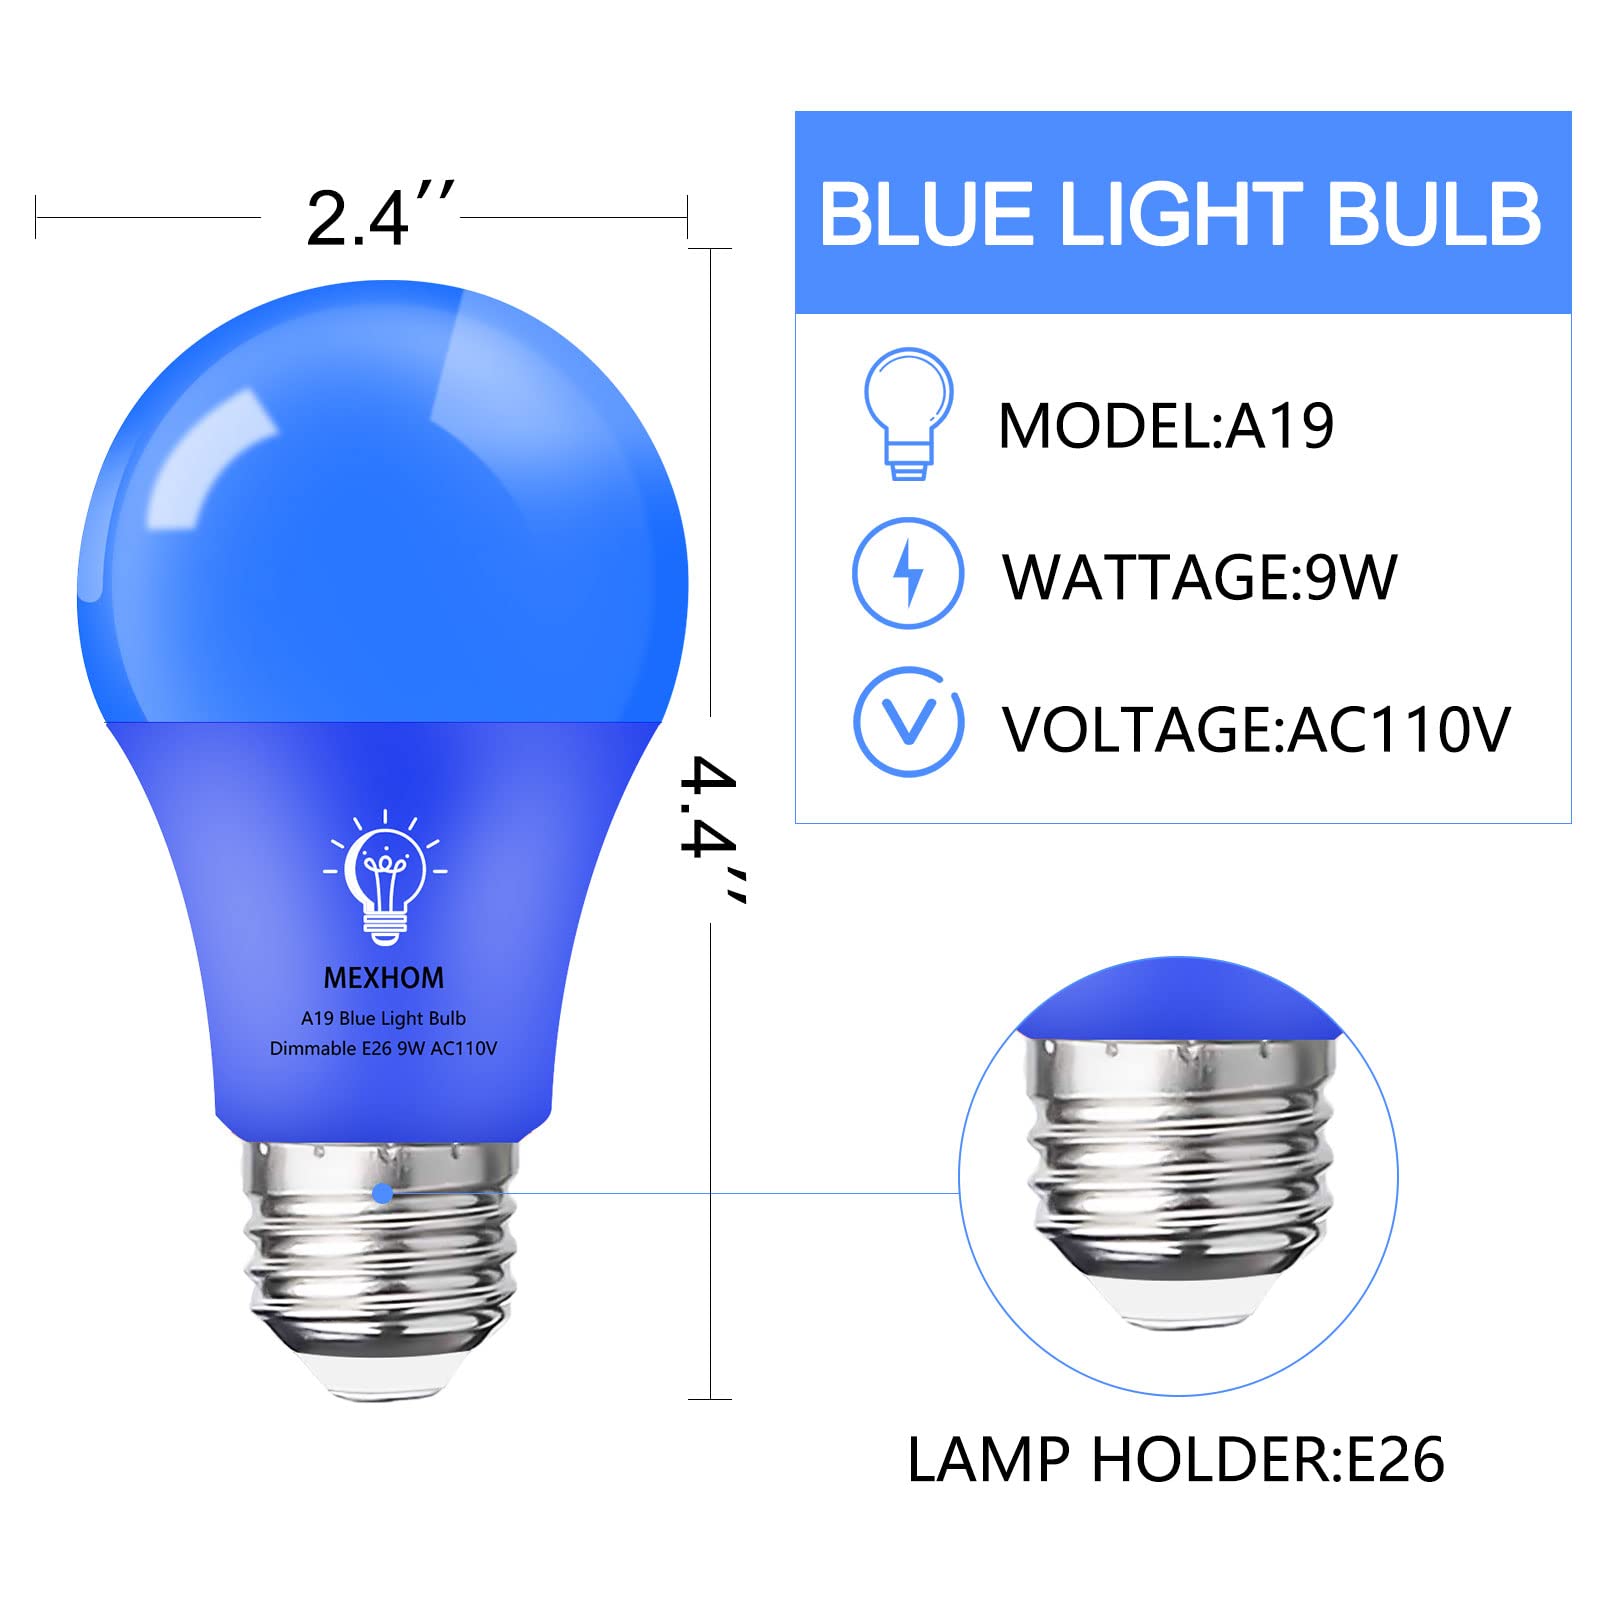 2.4′′
BLUE LIGHT BULB
MODEL:A19
WATTAGE:9W
VOLTAGE:AC110V
4.4′′
MEXHOM
A19 Blue Light Bulb
Dimmable E26 9W AC110V
LAMP HOLDER:E26